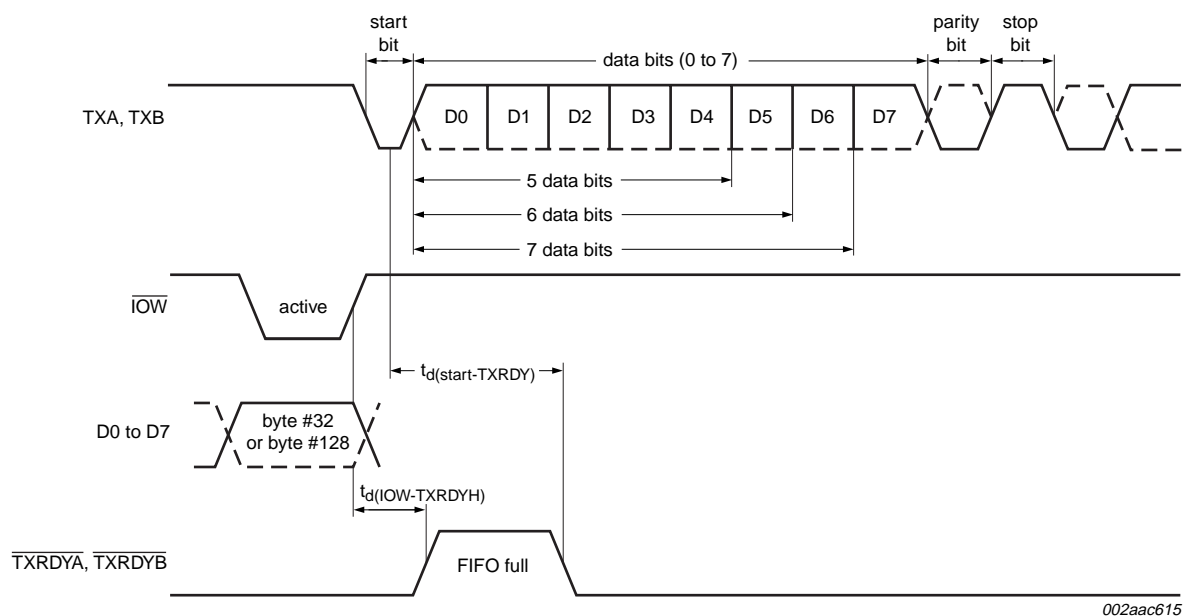 start
bit
data bits (0 to 7)
parity
bit
stop
bit
TXA, TXB
D0 D1 D2 D3 D4 D5 D6 D7
5 data bits
6 data bits
7 data bits
IOW
active
td(start-TXRDY)
D0 to D7
byte #32
or byte #128
td(IOW-TXRDYH)
TXRDYA, TXRDYB
FIFO full
002aac615